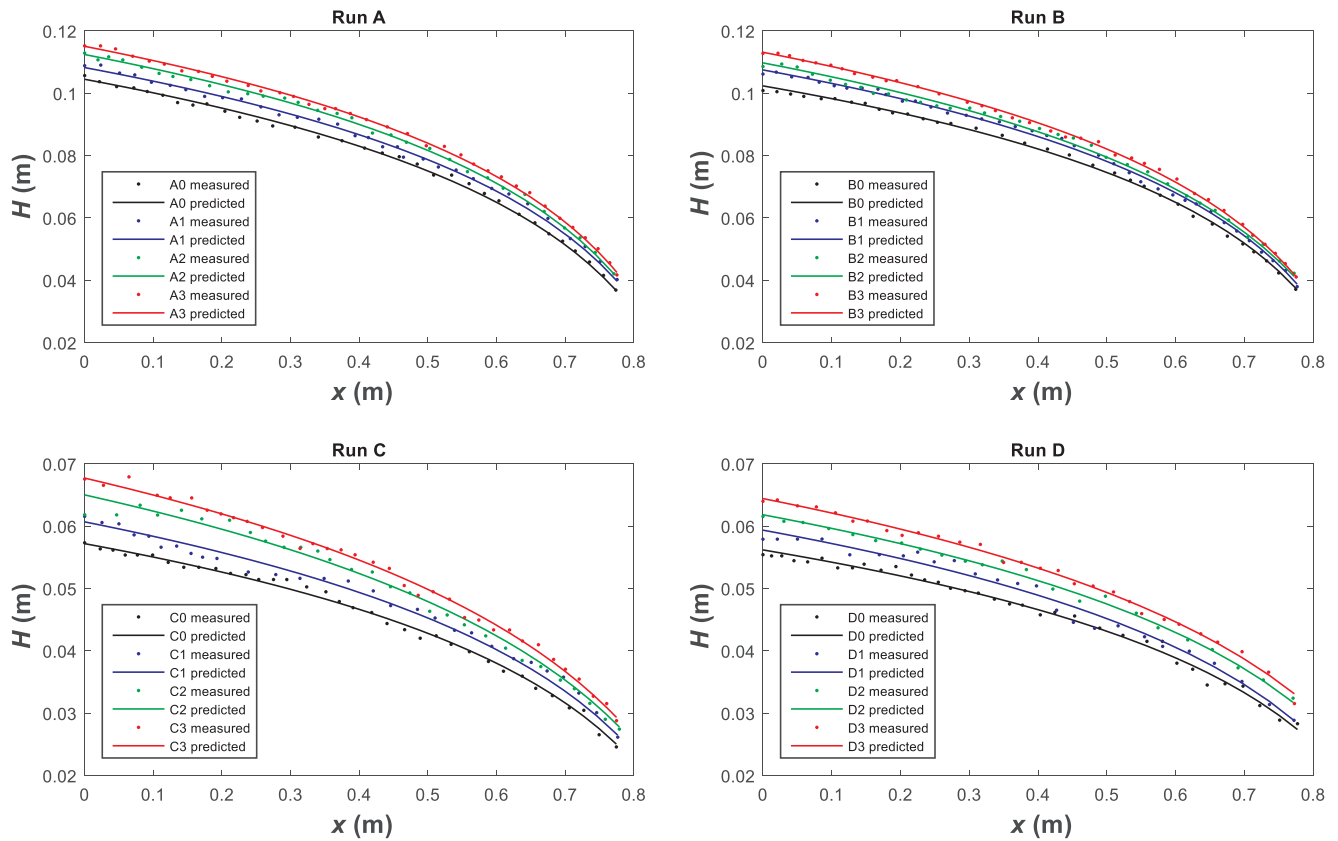 Run A
0.12
0.1
0.08
0.06
0.04
0.02
H (m)
A0 measured
A0 predicted
A1 measured
A1 predicted
A2 measured
A2 predicted
A3 measured
A3 predicted
0 0.1 0.2 0.3 0.4 0.5 0.6 0.7 0.8
x (m)
Run B
0.12
0.1
0.08
0.06
0.04
0.02
H (m)
B0 measured
B0 predicted
B1 measured
B1 predicted
B2 measured
B2 predicted
B3 measured
B3 predicted
0 0.1 0.2 0.3 0.4 0.5 0.6 0.7 0.8
x (m)
Run C
0.07
0.06
0.05
0.04
0.03
0.02
H (m)
C0 measured
C0 predicted
C1 measured
C1 predicted
C2 measured
C2 predicted
C3 measured
C3 predicted
0 0.1 0.2 0.3 0.4 0.5 0.6 0.7 0.8
x (m)
Run D
0.07
0.06
0.05
0.04
0.03
0.02
H (m)
D0 measured
D0 predicted
D1 measured
D1 predicted
D2 measured
D2 predicted
D3 measured
D3 predicted
0 0.1 0.2 0.3 0.4 0.5 0.6 0.7 0.8
x (m)